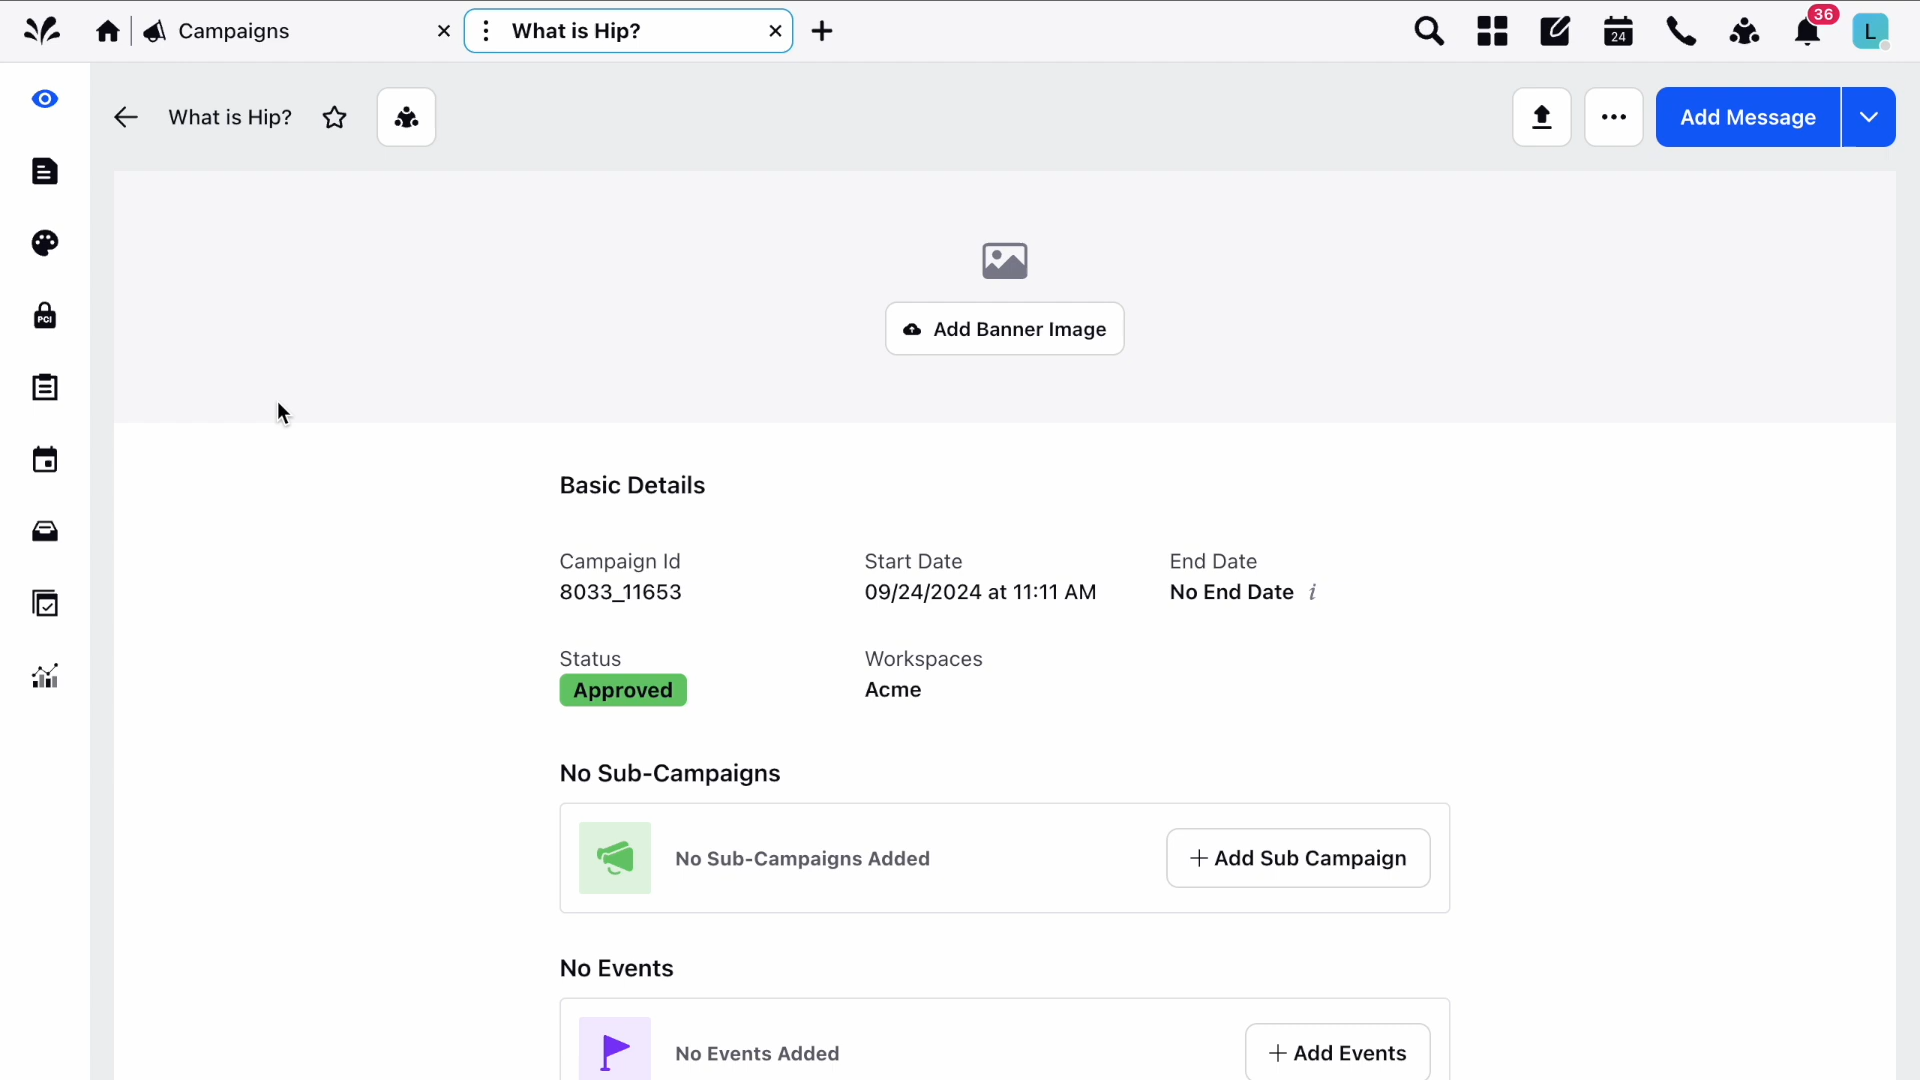 Campaigns
What is Hip?
24
36
L
What is Hip?
Add Message
PCI
Add Banner Image
Basic Details
Campaign Id
Start Date
End Date
8033_11653
09/24/2024 at 11:11 AM
No End Date i
Status
Workspaces
Approved
Acme
No Sub-Campaigns
No Sub-Campaigns Added
+ Add Sub Campaign
No Events
No Events Added
+ Add Events